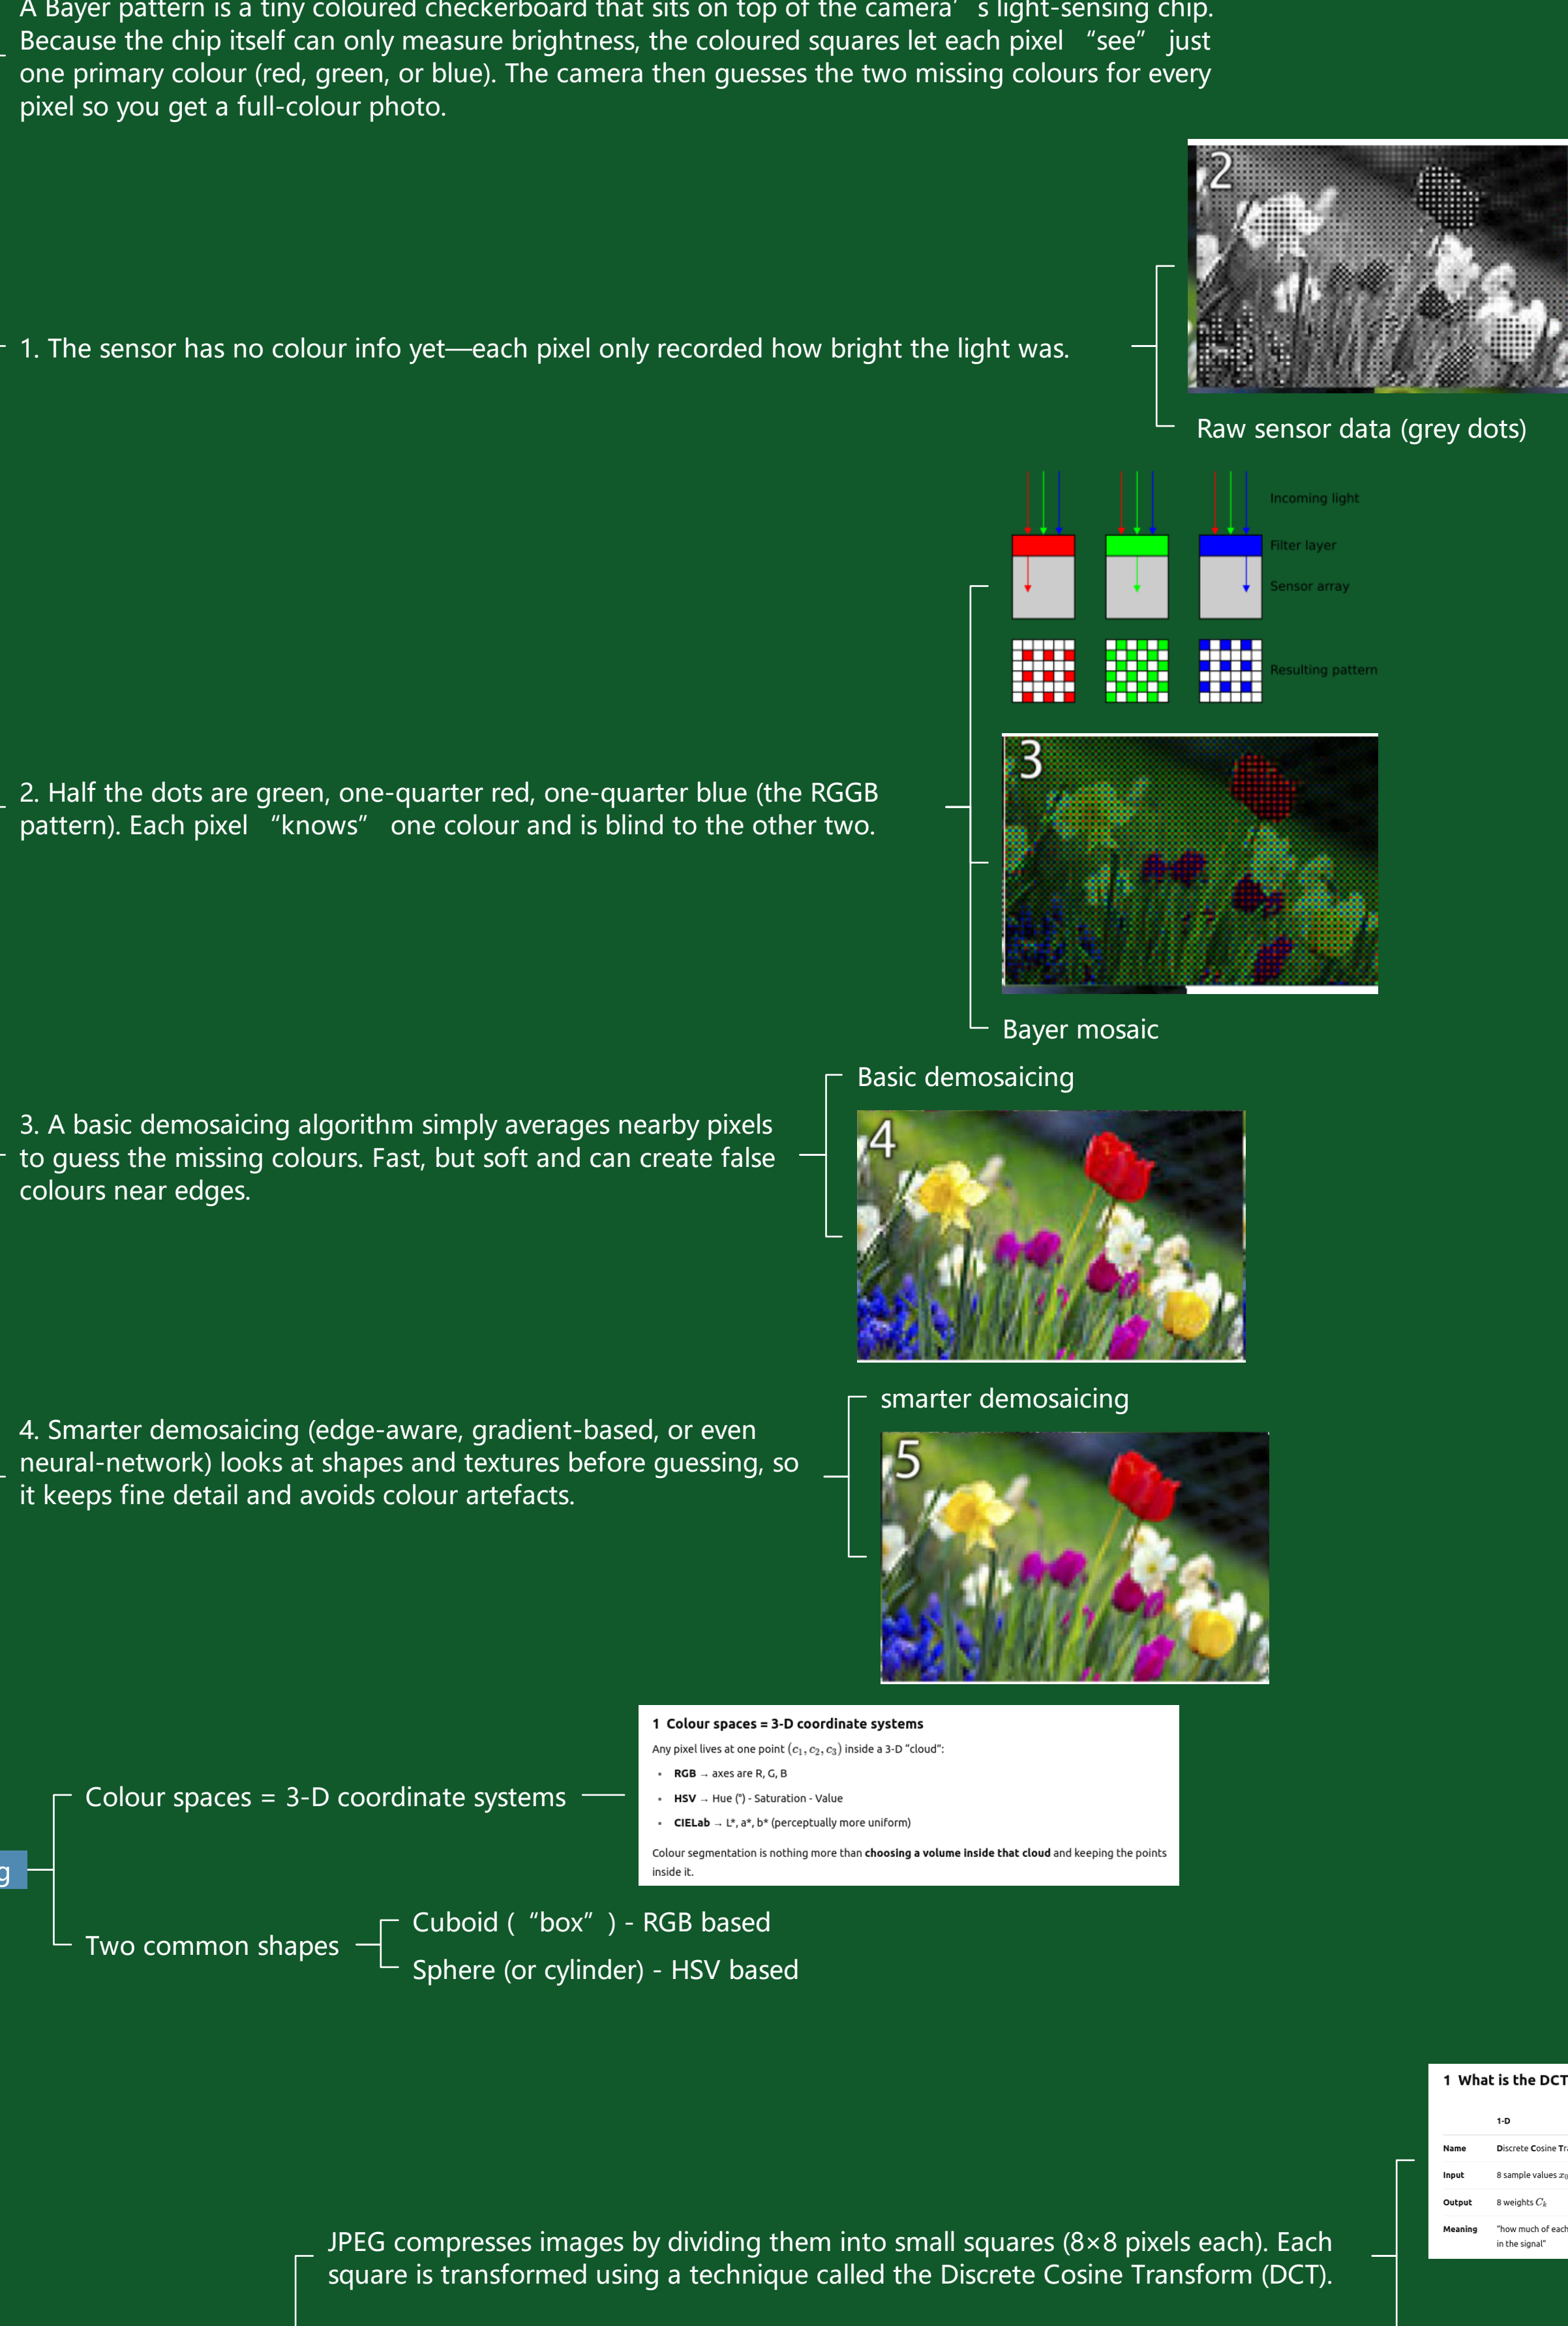 A Bayer pattern is a tiny coloured checkerboard that sits on top of the camera’s light-sensing chip.
Because the chip itself can only measure brightness, the coloured squares let each pixel “see” just
one primary colour (red, green, or blue). The camera then guesses the two missing colours for every
pixel so you get a full-colour photo.
2
1. The sensor has no colour info yet—each pixel only recorded how bright the light was.
Raw sensor data (grey dots)
Incoming light
Filter layer
Sensor array
Resulting pattern
3
2. Half the dots are green, one-quarter red, one-quarter blue (the RGGB
pattern). Each pixel “knows” one colour and is blind to the other two.
Bayer mosaic
Basic demosaicing
4
3. A basic demosaicing algorithm simply averages nearby pixels
to guess the missing colours. Fast, but soft and can create false
colours near edges.
smarter demosaicing
5
4. Smarter demosaicing (edge-aware, gradient-based, or even
neural-network) looks at shapes and textures before guessing, so
it keeps fine detail and avoids colour artefacts.
1 Colour spaces = 3-D coordinate systems
Any pixel lives at one point (c₁, c₂, c₃) inside a 3-D "cloud":
• RGB → axes are R, G, B
• HSV → Hue (°) - Saturation - Value
• CIELab → L*, a*, b* (perceptually more uniform)
Colour segmentation is nothing more than choosing a volume inside that cloud and keeping the points
inside it.
Colour spaces = 3-D coordinate systems
g
Two common shapes
Cuboid (“box”) - RGB based
Sphere (or cylinder) - HSV based
1 What is the DCT
1-D
Name Discrete Cosine Tr
Input 8 sample values x₀
Output 8 weights Cₖ
Meaning "how much of each
in the signal"
JPEG compresses images by dividing them into small squares (8×8 pixels each). Each
square is transformed using a technique called the Discrete Cosine Transform (DCT).